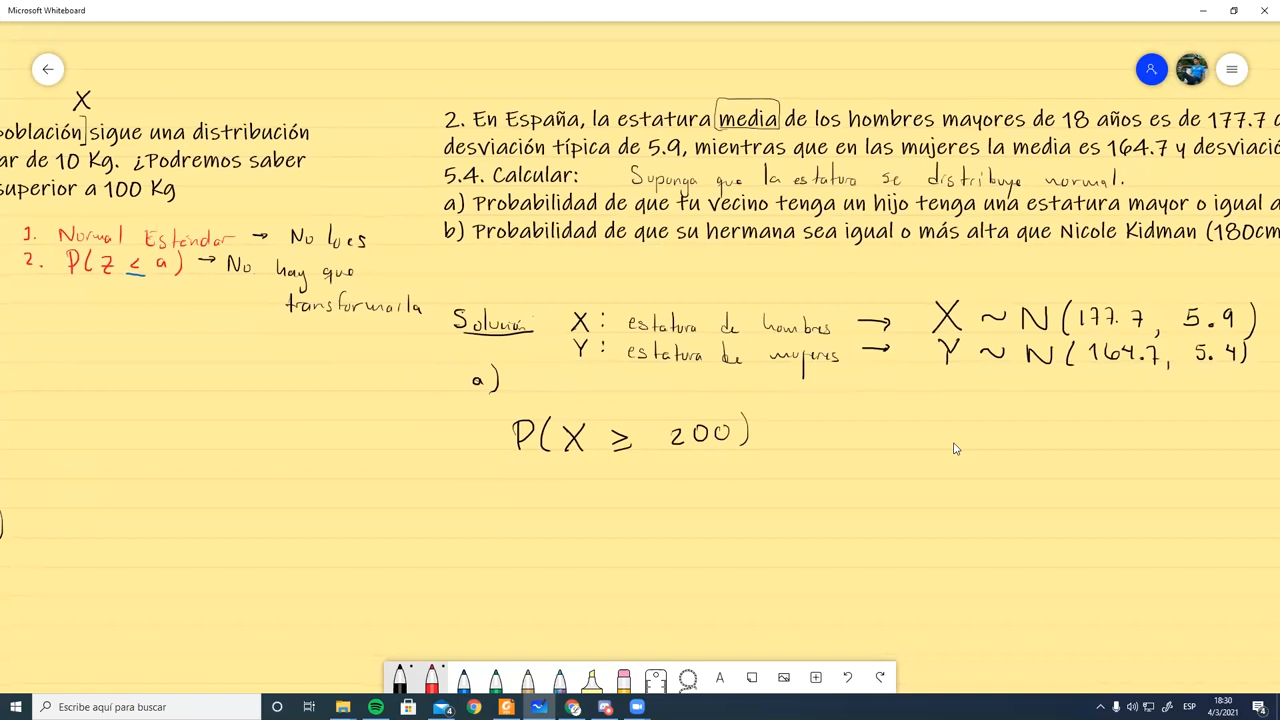 Microsoft Whiteboard
X
población] sigue una distribución
ar de 10 Kg. ¿Podremos saber
superior a 100 Kg
1. Normal Estándar → No lo es
2. P(Z ≤ a) → No hay que
transformarla
2. En España, la estatura media de los hombres mayores de 18 años es de 177.7
desviación típica de 5.9, mientras que en las mujeres la media es 164.7 y desviació
5.4. Calcular: Suponga que la estatura se distribuye normal.
a) Probabilidad de que tu vecino tenga un hijo tenga una estatura mayor o igual a
b) Probabilidad de que su hermana sea igual o más alta que Nicole Kidman (180cm
Solución X: estatura de hombres → X ~ N(177.7, 5.9)
Y: estatura de mujeres → Y ~ N(164.7, 5.4)
a)
P(X ≥ 200)
)
A
Escribe aquí para buscar
4
ESP
18:30
4/3/2021
4